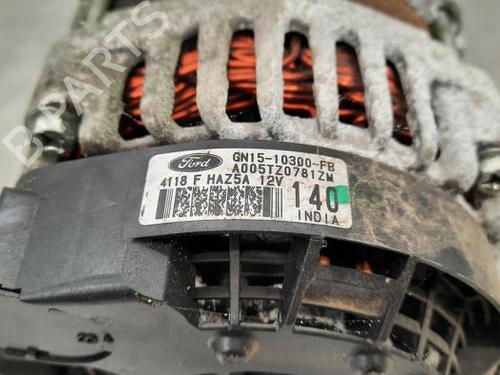 B PARTS
Ford
GN15-10300-FB
A005TZ0781ZM
4118 F HAZ5A 12V
140
INDIA